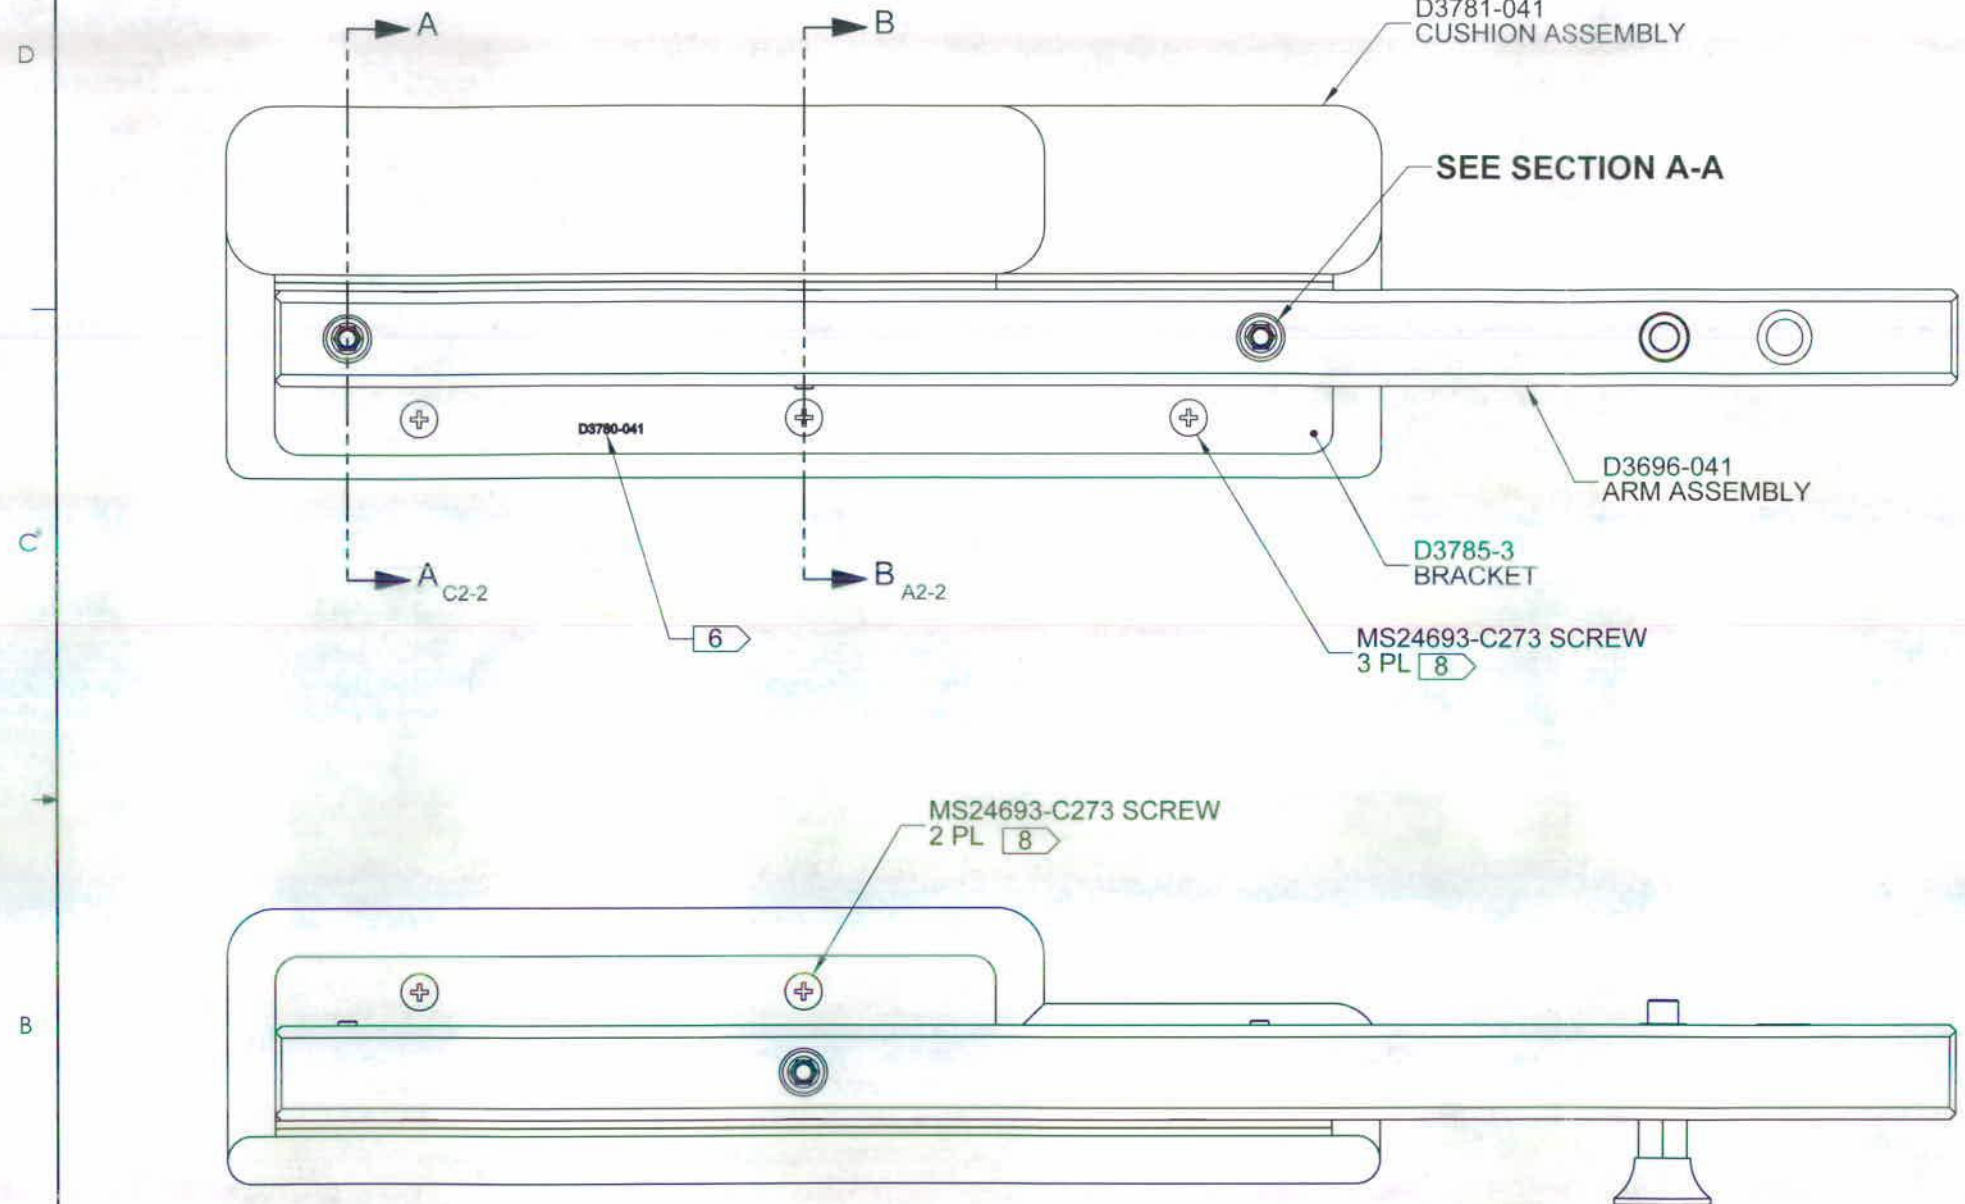 D
A
B
D3781-041
CUSHION ASSEMBLY
SEE SECTION A-A
D3780-041
D3696-041
ARM ASSEMBLY
C
A C2-2
B A2-2
D3785-3
BRACKET
6
MS24693-C273 SCREW
3 PL 8
MS24693-C273 SCREW
2 PL 8
B